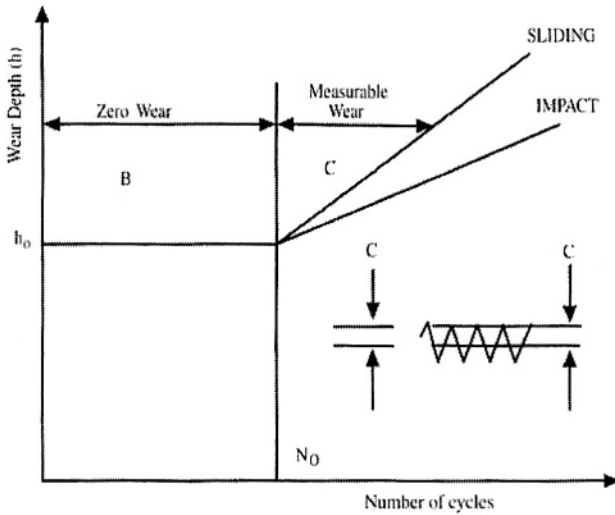 SLIDING
Measurable
Wear
Zero Wear
IMPACT
Wear Depth (h)
B
C
h₀
C
C
N₀
Number of cycles